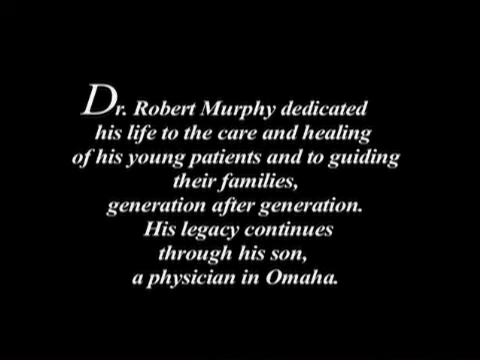 Dr. Robert Murphy dedicated
his life to the care and healing
of his young patients and to guiding
their families,
generation after generation.
His legacy continues
through his son,
a physician in Omaha.